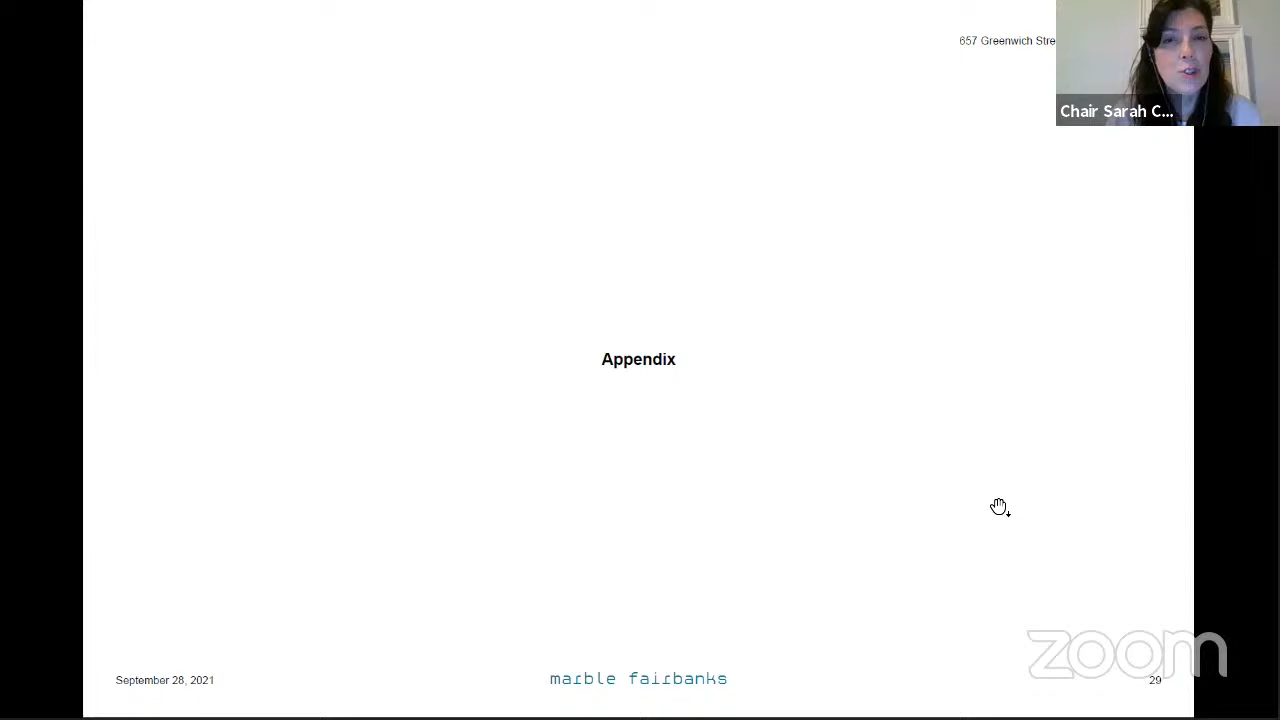 657 Greenwich Stre
Chair Sarah C...
Appendix
zoom
September 28, 2021
marble fairbanks
29